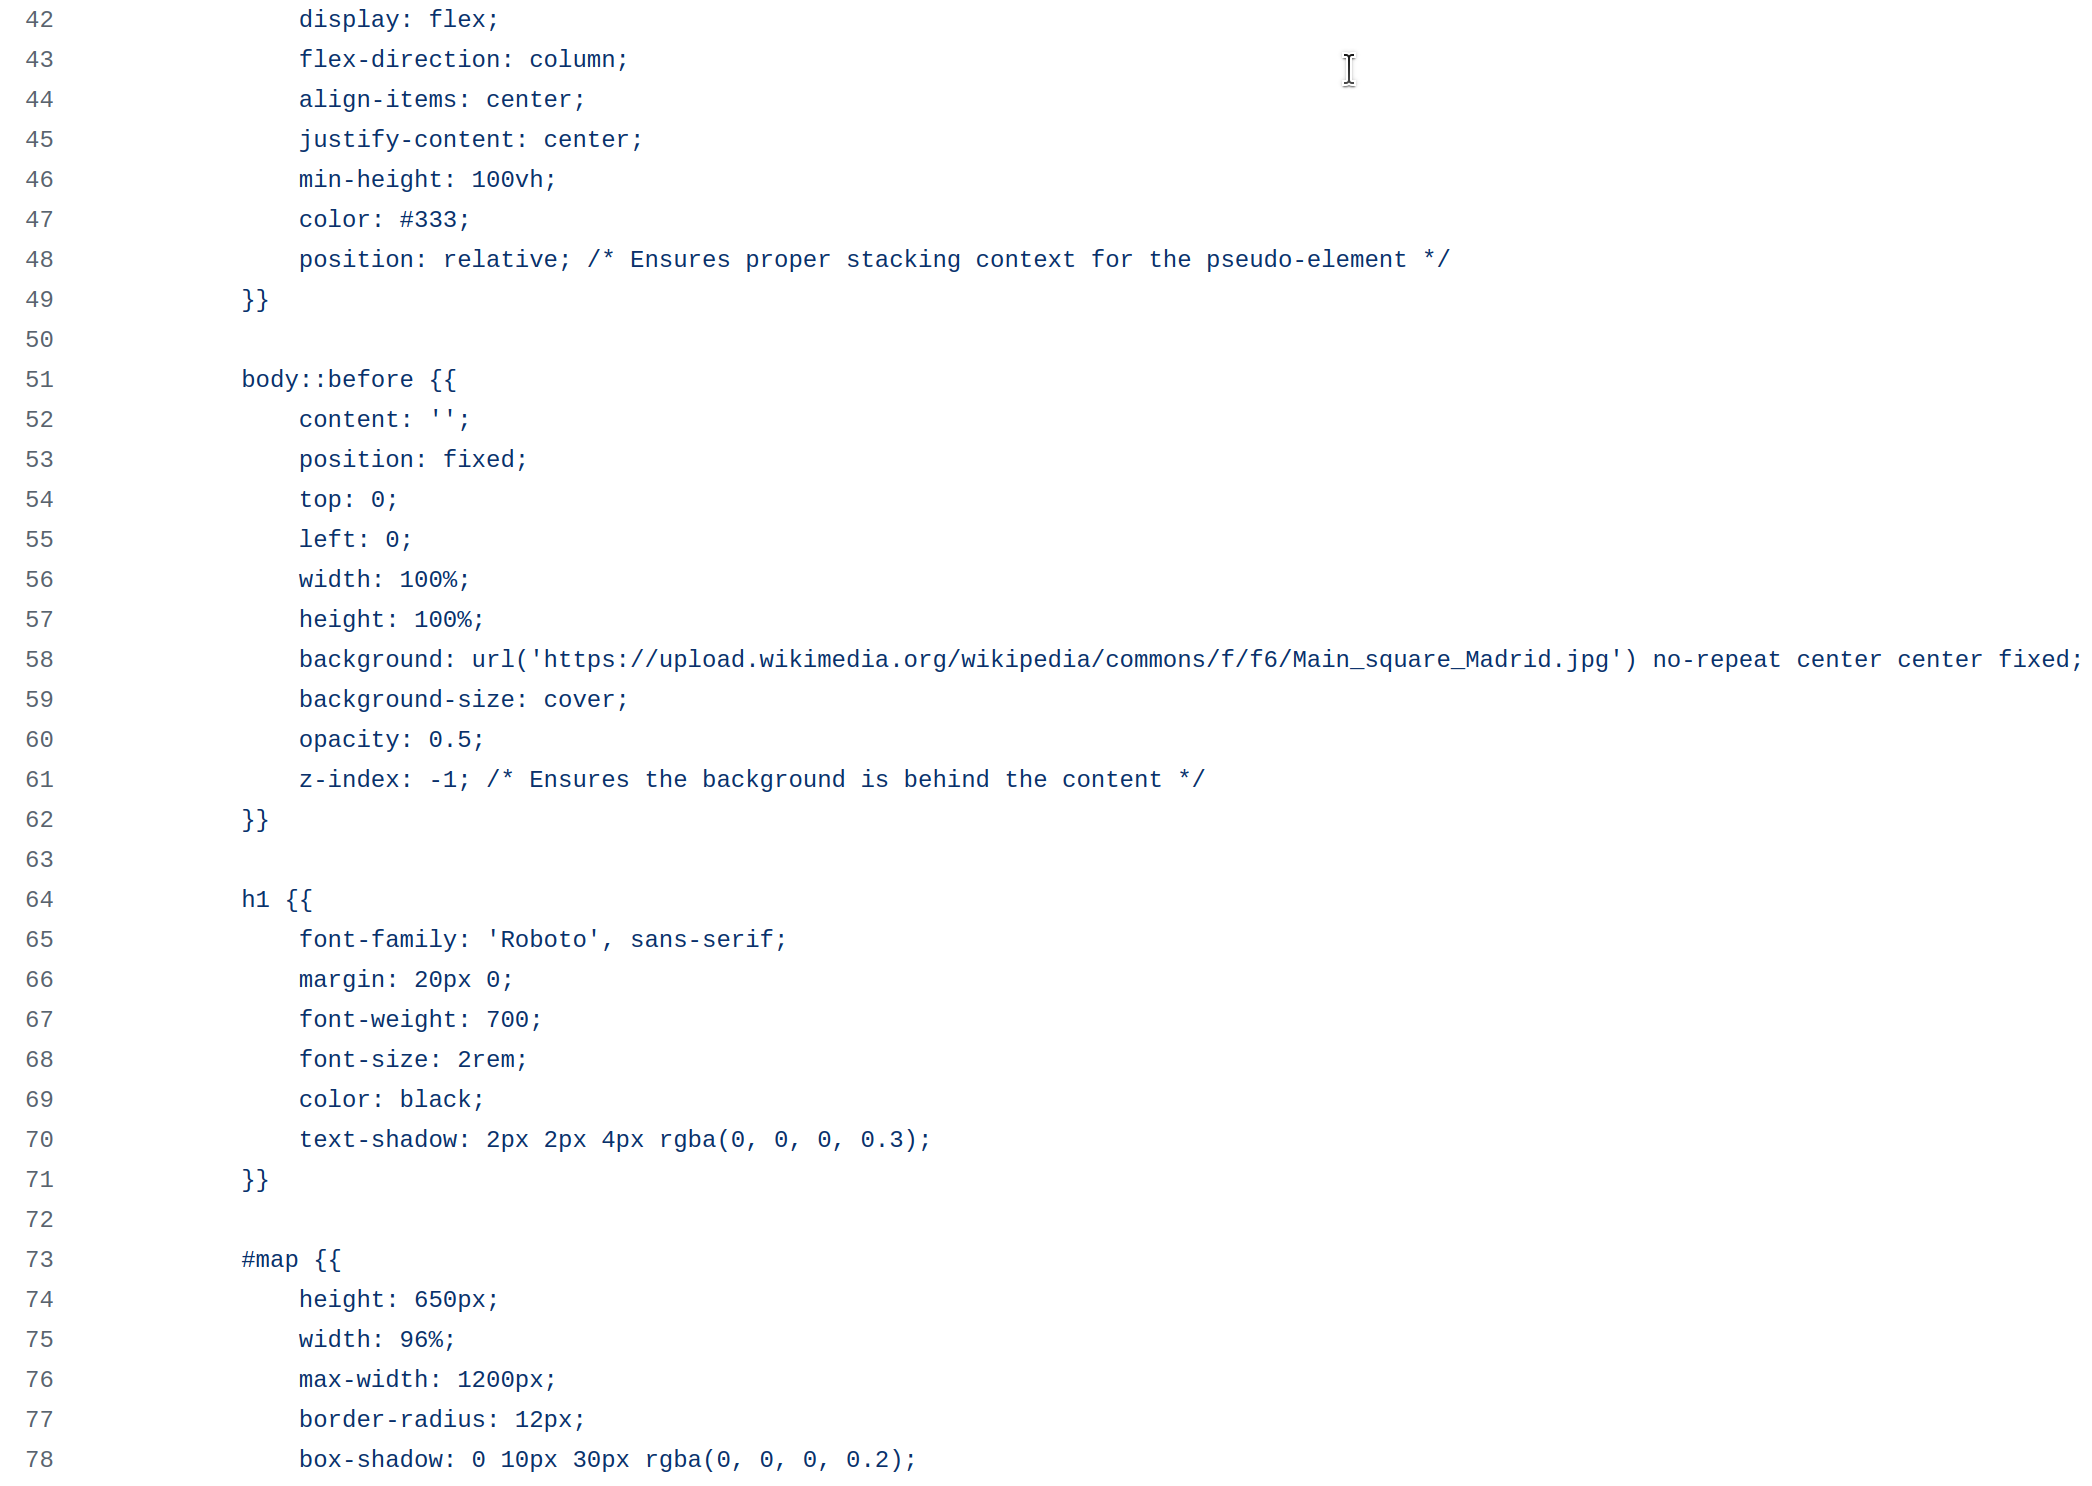 42                 display: flex;
43                 flex-direction: column;
44                 align-items: center;
45                 justify-content: center;
46                 min-height: 100vh;
47                 color: #333;
48                 position: relative; /* Ensures proper stacking context for the pseudo-element */
49             }}
50
51             body::before {{
52                 content: '';
53                 position: fixed;
54                 top: 0;
55                 left: 0;
56                 width: 100%;
57                 height: 100%;
58                 background: url('https://upload.wikimedia.org/wikipedia/commons/f/f6/Main_square_Madrid.jpg') no-repeat center center fixed;
59                 background-size: cover;
60                 opacity: 0.5;
61                 z-index: -1; /* Ensures the background is behind the content */
62             }}
63
64             h1 {{
65                 font-family: 'Roboto', sans-serif;
66                 margin: 20px 0;
67                 font-weight: 700;
68                 font-size: 2rem;
69                 color: black;
70                 text-shadow: 2px 2px 4px rgba(0, 0, 0, 0.3);
71             }}
72
73             #map {{
74                 height: 650px;
75                 width: 96%;
76                 max-width: 1200px;
77                 border-radius: 12px;
78                 box-shadow: 0 10px 30px rgba(0, 0, 0, 0.2);